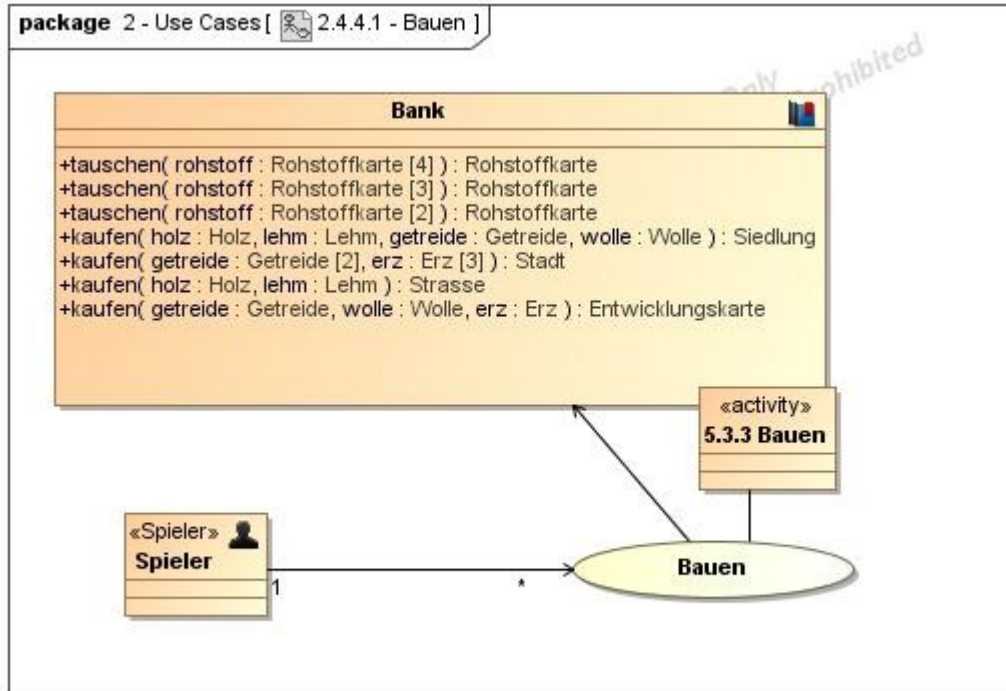 package 2 - Use Cases [ 2.4.4.1 - Bauen ]
Only
Prohibited
Bank
+tauschen( rohstoff : Rohstoffkarte [4] ) : Rohstoffkarte
+tauschen( rohstoff : Rohstoffkarte [3] ) : Rohstoffkarte
+tauschen( rohstoff : Rohstoffkarte [2] ) : Rohstoffkarte
+kaufen( holz : Holz, lehm : Lehm, getreide : Getreide, wolle : Wolle ) : Siedlung
+kaufen( getreide : Getreide [2], erz : Erz [3] ) : Stadt
+kaufen( holz : Holz, lehm : Lehm ) : Strasse
+kaufen( getreide : Getreide, wolle : Wolle, erz : Erz ) : Entwicklungskarte
«activity»
5.3.3 Bauen
«Spieler»
Spieler
1
*
Bauen